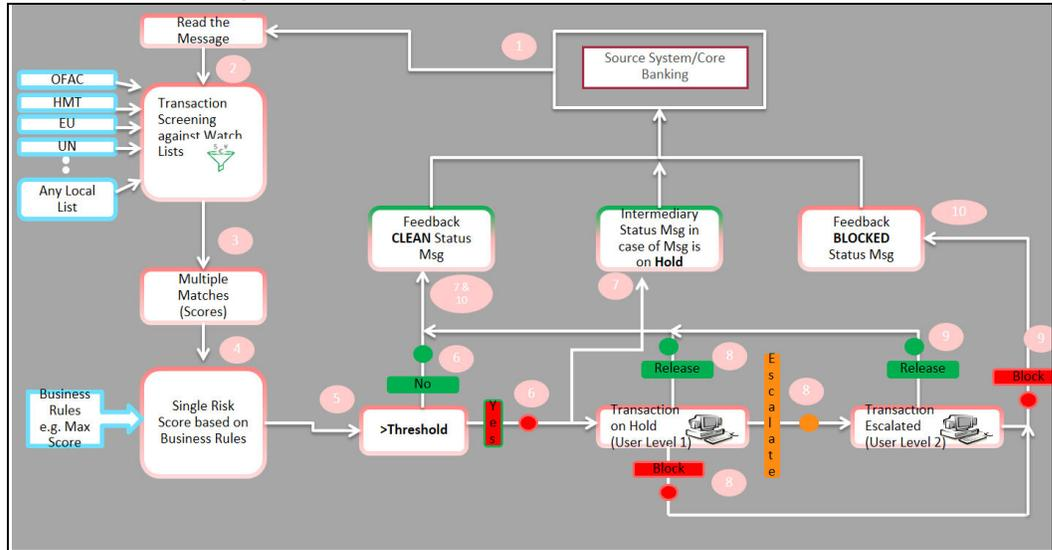 Read the
Message
1
Source System/Core
Banking
2
OFAC
HMT
EU
UN
Any Local
List
Transaction
Screening
against Watch
Lists
3
Feedback
CLEAN Status
Msg
Intermediary
Status Msg in
case of Msg is
on Hold
Feedback
BLOCKED
Status Msg
10
Multiple
Matches
(Scores)
7 &
10
7
4
6
8
9
9
Business
Rules
e.g. Max
Score
Single Risk
Score based on
Business Rules
5
No
>Threshold
Yes
6
Release
Transaction
on Hold
(User Level 1)
Escalate
8
Release
Transaction
Escalated
(User Level 2)
Block
Block
8